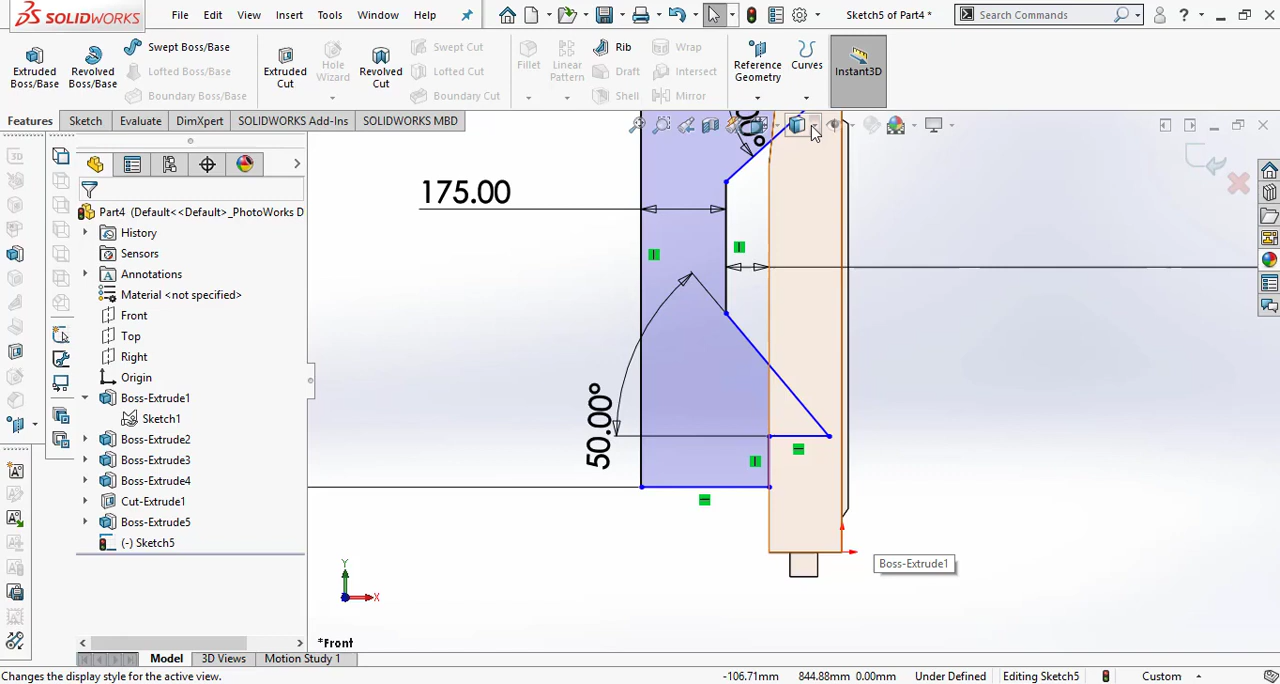 SOLIDWORKS File Edit View Insert Tools Window Help Sketch5 of Part4 * Search Commands ?
Extruded Boss/Base
Revolved Boss/Base
Swept Boss/Base
Lofted Boss/Base
Boundary Boss/Base
Extruded Cut
Hole Wizard
Revolved Cut
Swept Cut
Lofted Cut
Boundary Cut
Fillet
Linear Pattern
Rib
Draft
Shell
Wrap
Intersect
Mirror
Reference Geometry
Curves
Instant3D
Features Sketch Evaluate DimXpert SOLIDWORKS Add-Ins SOLIDWORKS MBD
Part4 (Default<<Default>_PhotoWorks D
History
Sensors
Annotations
Material <not specified>
Front
Top
Right
Origin
Boss-Extrude1
Sketch1
Boss-Extrude2
Boss-Extrude3
Boss-Extrude4
Cut-Extrude1
Boss-Extrude5
(-) Sketch5
175.00
50.00°
Boss-Extrude1
Y
X
*Front
Model 3D Views Motion Study 1
Changes the display style for the active view. -106.71mm 844.88mm 0.00mm Under Defined Editing Sketch5 Custom